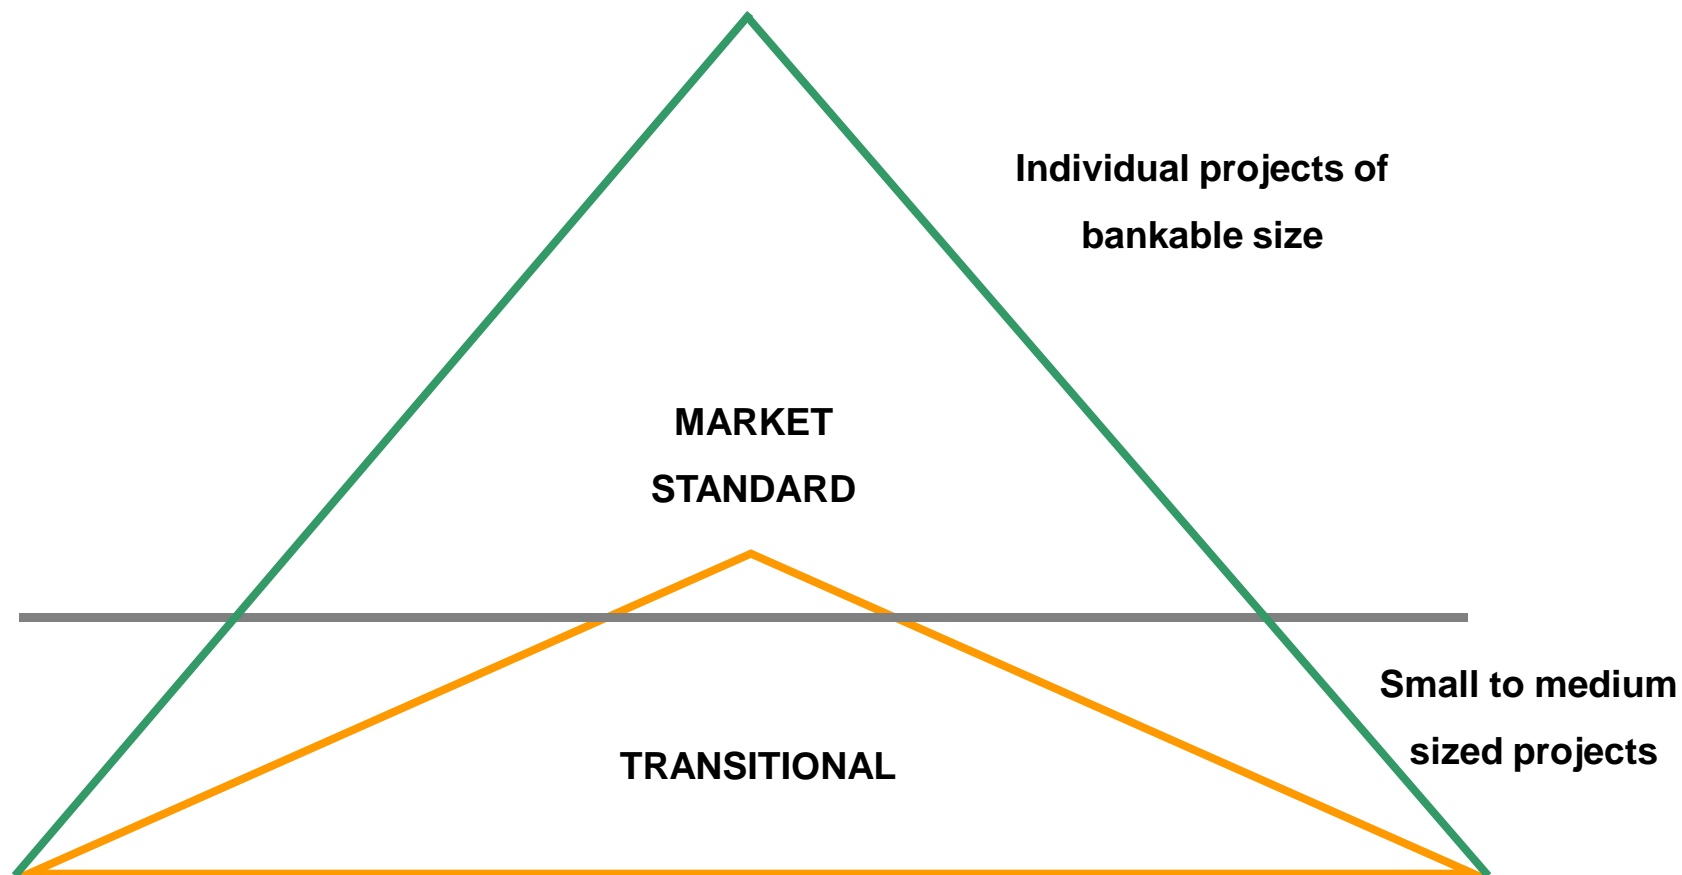 Individual projects of
bankable size
MARKET
STANDARD
Small to medium
sized projects
TRANSITIONAL